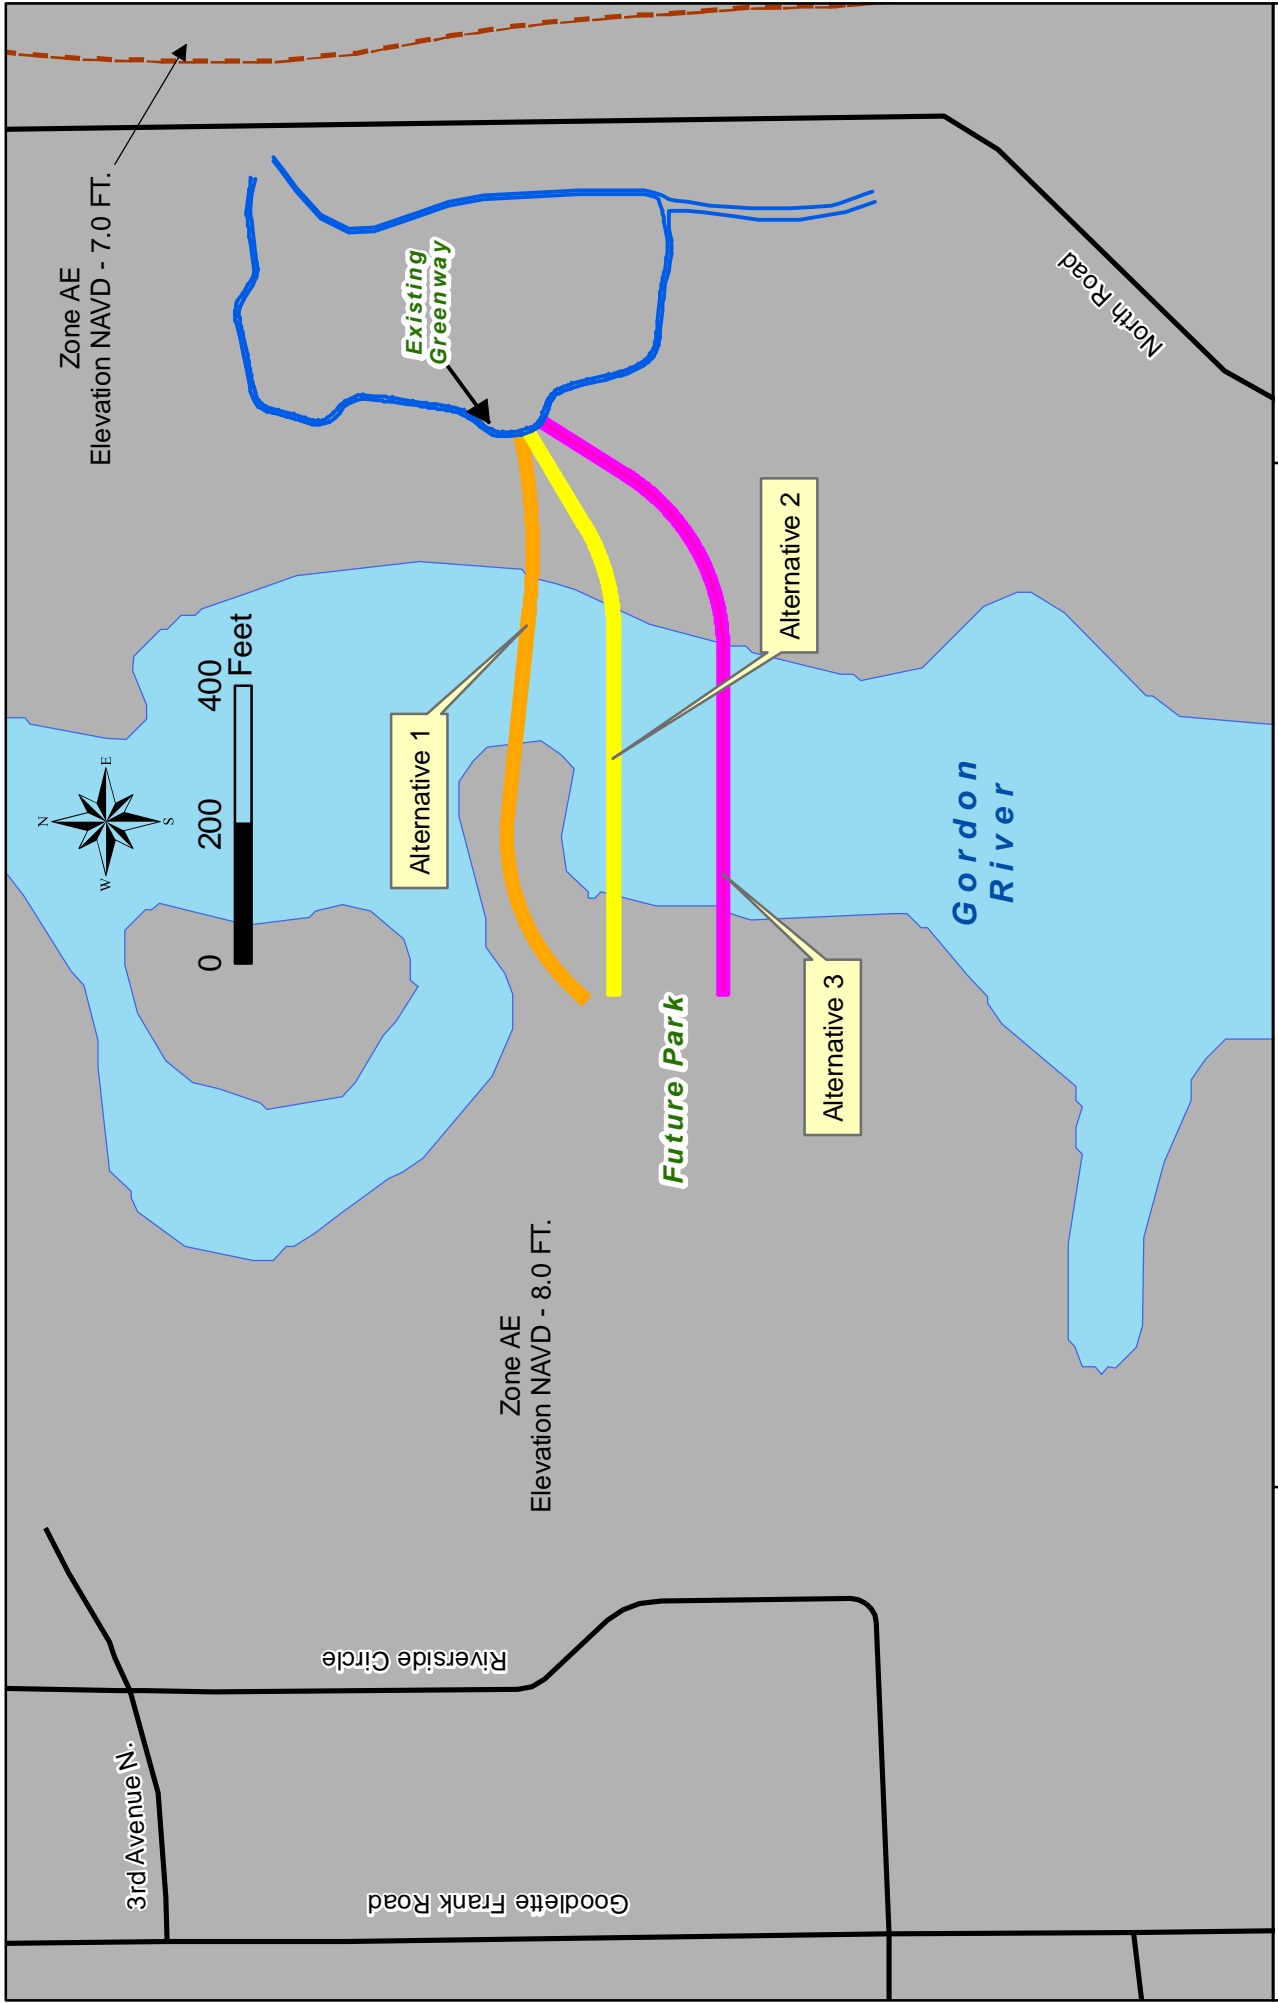 3rd Avenue N.
Goodlette Frank Road
Riverside Circle
Zone AE
Elevation NAVD - 8.0 FT.
Future Park
Alternative 1
Alternative 2
Alternative 3
N
W
E
S
0
200
400
Feet
Gordon
River
Existing
Greenway
Zone AE
Elevation NAVD - 7.0 FT.
North Road